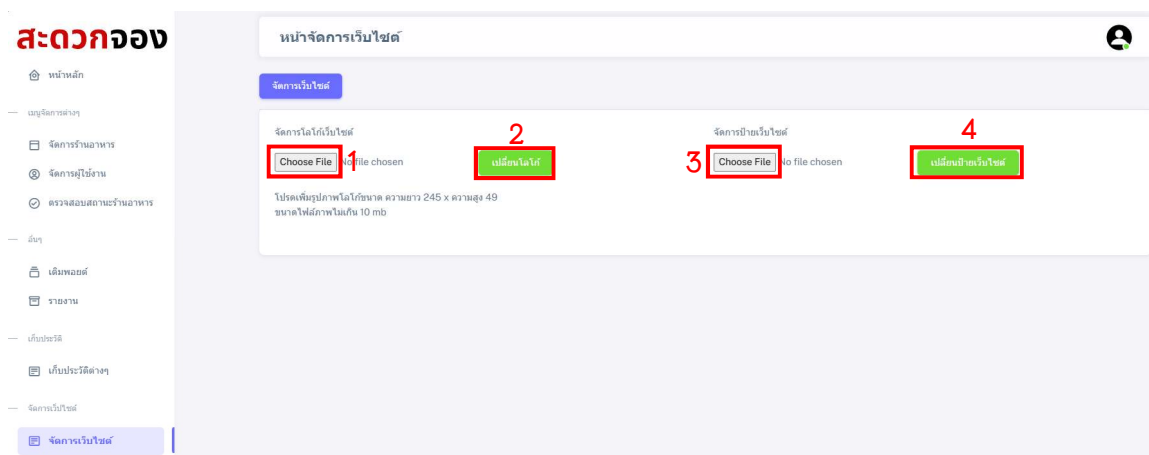 สะดวกจอง
หน้าหลัก
เมนูจัดการต่างๆ
จัดการร้านอาหาร
จัดการผู้ใช้งาน
ตรวจสอบสถานะร้านอาหาร
อื่นๆ
เติมพอยต์
รายงาน
เก็บประวัติ
เก็บประวัติต่างๆ
จัดการเว็ปไซต์
จัดการเว็บไซต์
หน้าจัดการเว็บไซต์
จัดการเว็บไซต์
จัดการโลโก้เว็บไซต์
2
Choose File No file chosen
1
เปลี่ยนโลโก้
โปรดเพิ่มรูปภาพโลโก้ขนาด ความยาว 245 x ความสูง 49
ขนาดไฟล์ภาพไม่เกิน 10 mb
จัดการป้ายเว็บไซต์
4
3
Choose File No file chosen
เปลี่ยนป้ายเว็บไซต์